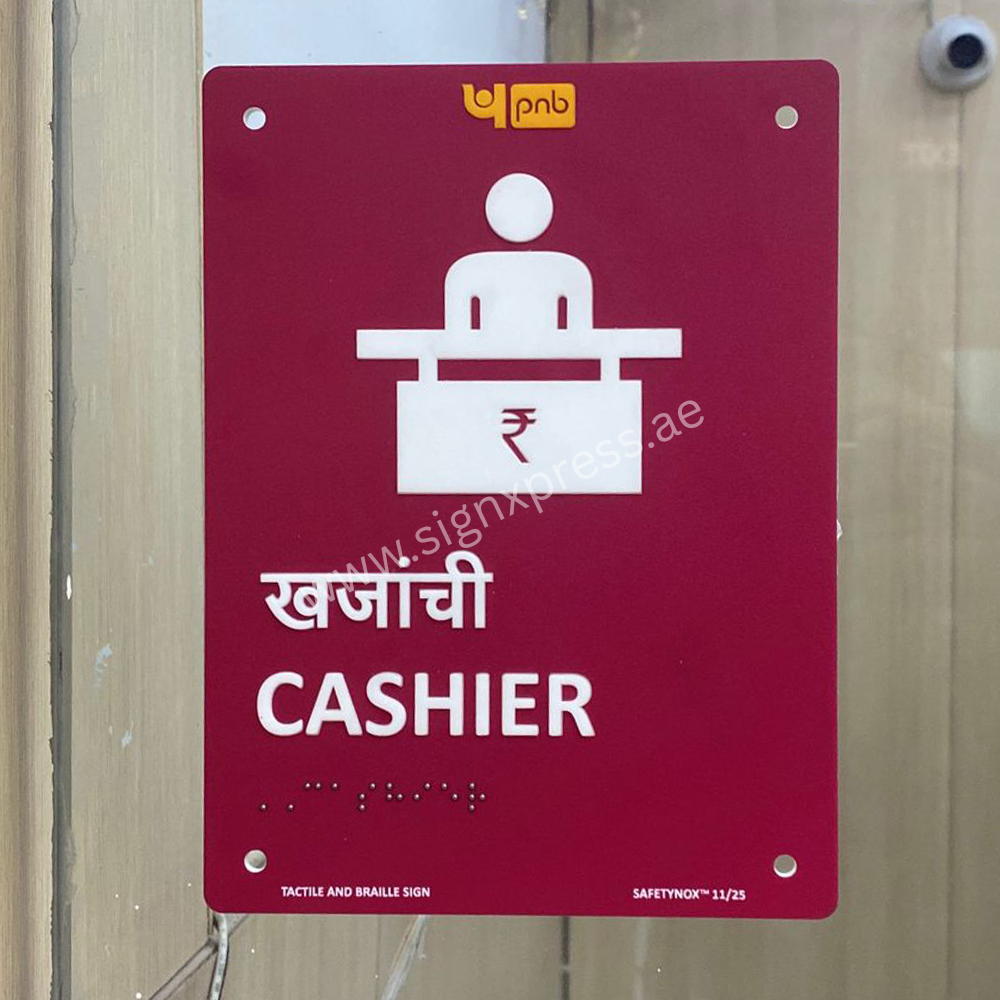 pnb
₹
www.signxpress.ae
खजांची
CASHIER
⠠⠠⠉⠁⠎⠓⠊⠑⠗
TACTILE AND BRAILLE SIGN
SAFETYNOX™ 11/25